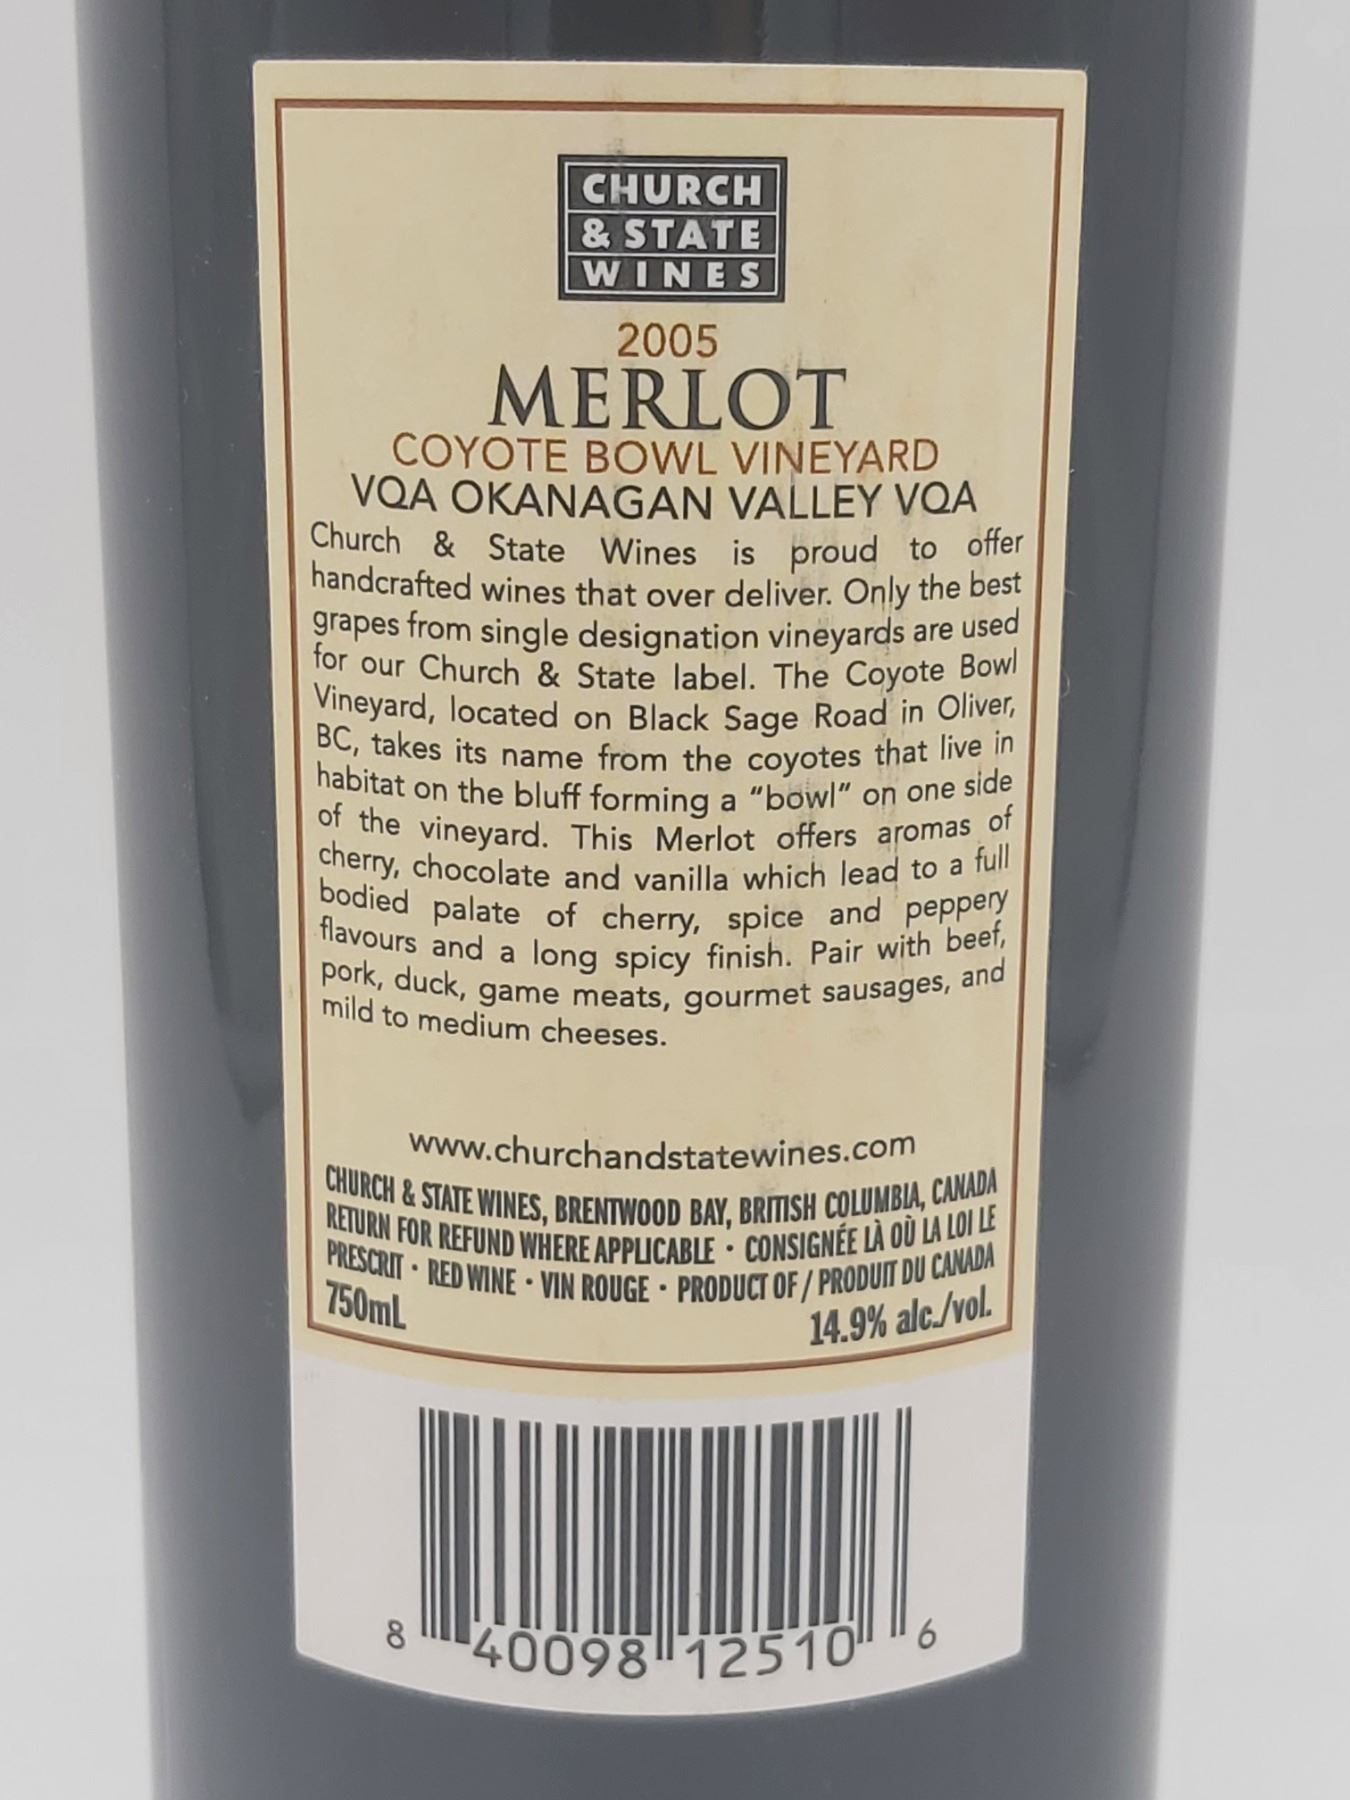 CHURCH
& STATE
WINES
2005
MERLOT
COYOTE BOWL VINEYARD
VQA OKANAGAN VALLEY VQA
Church & State Wines is proud to offer
handcrafted wines that over deliver. Only the best
grapes from single designation vineyards are used
for our Church & State label. The Coyote Bowl
Vineyard, located on Black Sage Road in Oliver,
BC, takes its name from the coyotes that live in
habitat on the bluff forming a “bowl” on one side
of the vineyard. This Merlot offers aromas of
cherry, chocolate and vanilla which lead to a full
bodied palate of cherry, spice and peppery
flavours and a long spicy finish. Pair with beef,
pork, duck, game meats, gourmet sausages, and
mild to medium cheeses.
www.churchandstatewines.com
CHURCH & STATE WINES, BRENTWOOD BAY, BRITISH COLUMBIA, CANADA
RETURN FOR REFUND WHERE APPLICABLE · CONSIGNÉE LÀ OÙ LA LOI LE
PRESCRIT · RED WINE · VIN ROUGE · PRODUCT OF / PRODUIT DU CANADA
750mL 14.9% alc./vol.
8 40098 12510 6